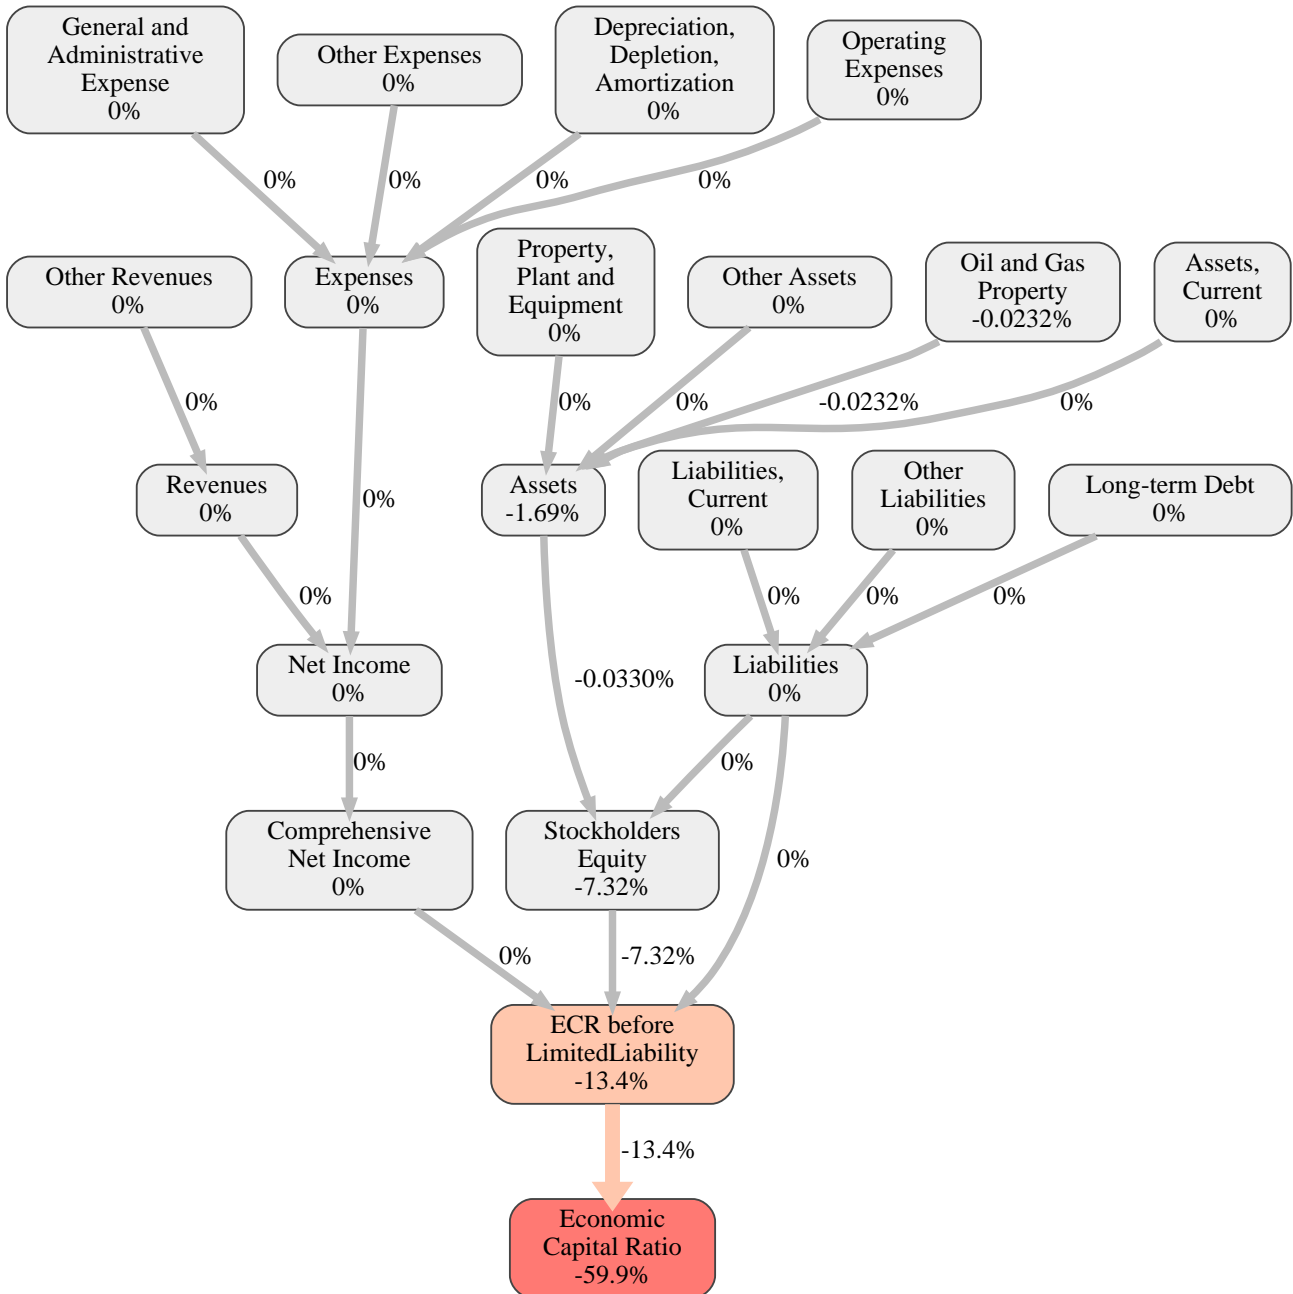 General and
Administrative
Expense
0%
Other Expenses
0%
Depreciation,
Depletion,
Amortization
0%
Operating
Expenses
0%
0%
0%
0%
0%
Other Revenues
0%
Expenses
0%
Property,
Plant and
Equipment
0%
Other Assets
0%
Oil and Gas
Property
-0.0232%
Assets,
Current
0%
0%
0%
0%
-0.0232%
0%
Revenues
0%
0%
Assets
-1.69%
Liabilities,
Current
0%
Other
Liabilities
0%
Long-term Debt
0%
0%
0%
0%
0%
Net Income
0%
-0.0330%
Liabilities
0%
0%
0%
Comprehensive
Net Income
0%
Stockholders
Equity
-7.32%
0%
0%
-7.32%
ECR before
LimitedLiability
-13.4%
-13.4%
Economic
Capital Ratio
-59.9%